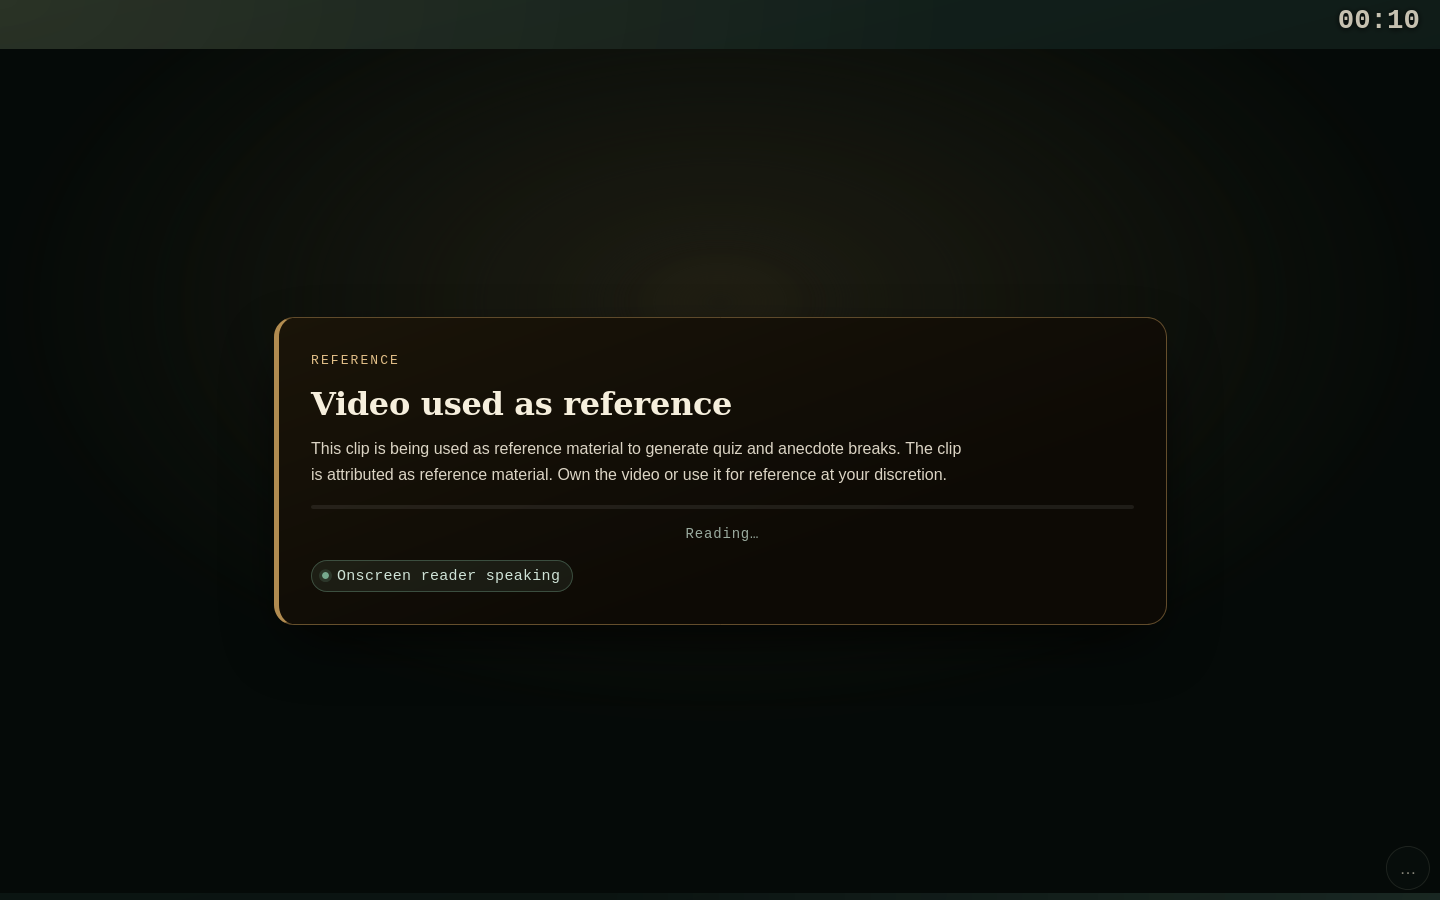 00:10
REFERENCE
Video used as reference
This clip is being used as reference material to generate quiz and anecdote breaks. The clip
is attributed as reference material. Own the video or use it for reference at your discretion.
Reading…
Onscreen reader speaking
...